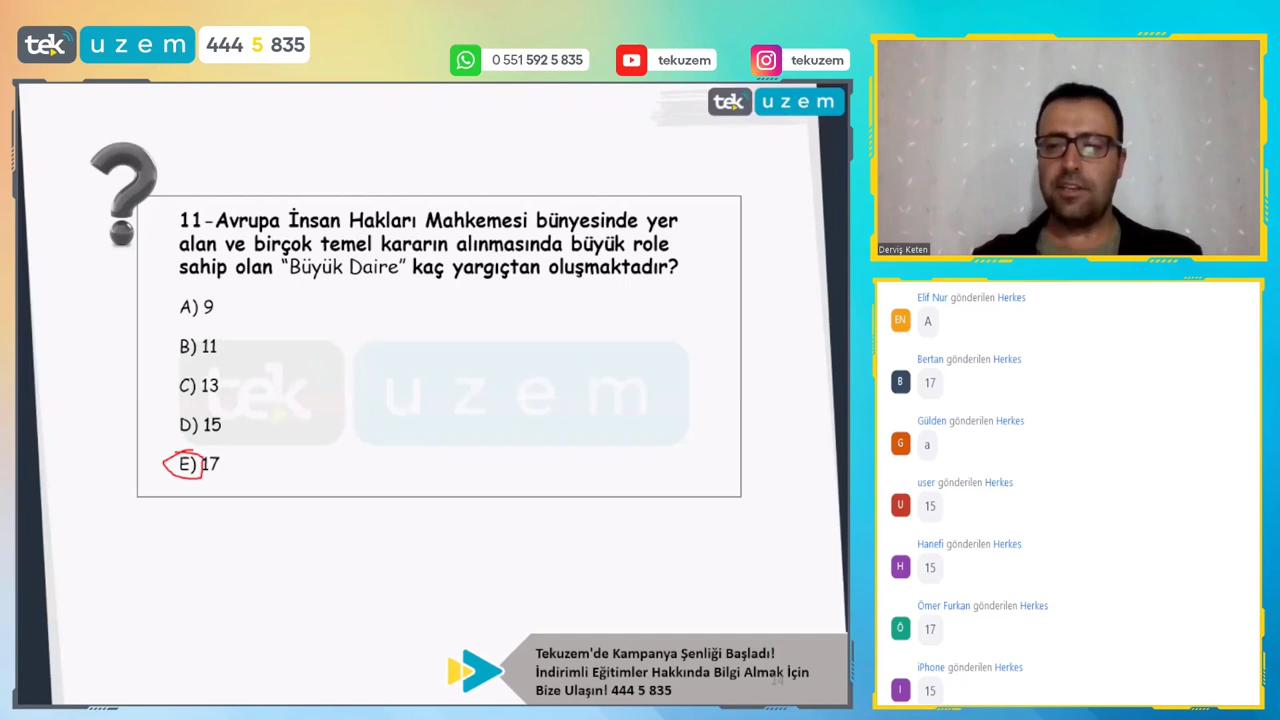 tek uzem 444 5 835
0 551 592 5 835
tekuzem
tekuzem
tek uzem
11-Avrupa İnsan Hakları Mahkemesi bünyesinde yer
alan ve birçok temel kararın alınmasında büyük role
sahip olan “Büyük Daire” kaç yargıçtan oluşmaktadır?
A) 9
B) 11
C) 13
D) 15
E) 17
tek uzem
Tekuzem'de Kampanya Şenliği Başladı!
İndirimli Eğitimler Hakkında Bilgi Almak İçin
Bize Ulaşın! 444 5 835
Derviş Keten
Elif Nur gönderilen Herkes
EN A
Bertan gönderilen Herkes
B 17
Gülden gönderilen Herkes
G a
user gönderilen Herkes
U 15
Hanefi gönderilen Herkes
H 15
Ömer Furkan gönderilen Herkes
Ö 17
iPhone gönderilen Herkes
I 15